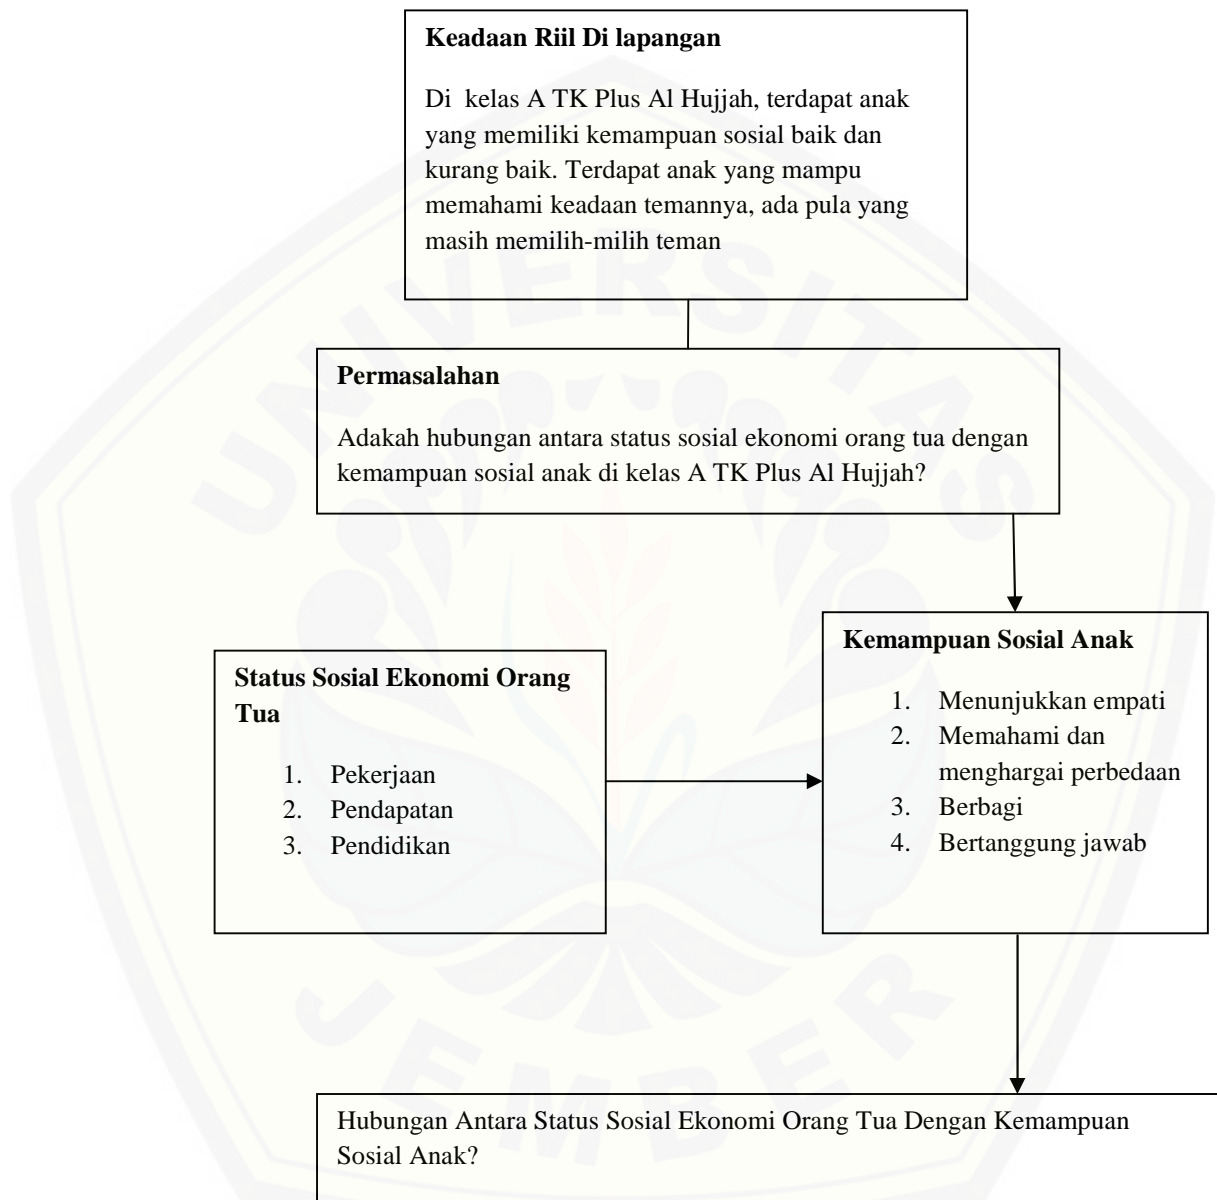 Keadaan Riil Di lapangan
Di kelas A TK Plus Al Hujjah, terdapat anak
yang memiliki kemampuan sosial baik dan
kurang baik. Terdapat anak yang mampu
memahami keadaan temannya, ada pula yang
masih memilih-milih teman
Permasalahan
Adakah hubungan antara status sosial ekonomi orang tua dengan
kemampuan sosial anak di kelas A TK Plus Al Hujjah?
Status Sosial Ekonomi Orang
Tua
1. Pekerjaan
2. Pendapatan
3. Pendidikan
Kemampuan Sosial Anak
1. Menunjukkan empati
2. Memahami dan
menghargai perbedaan
3. Berbagi
4. Bertanggung jawab
Hubungan Antara Status Sosial Ekonomi Orang Tua Dengan Kemampuan
Sosial Anak?
UNIVERSITAS
JEMBER